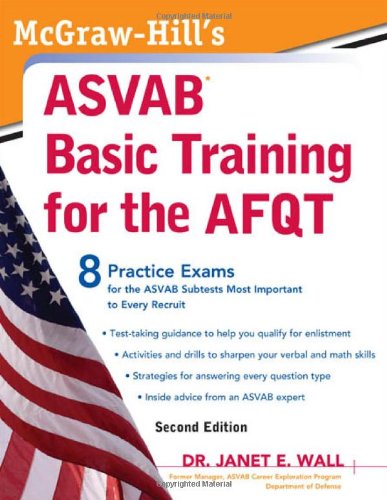 McGraw-Hill's
ASVAB*
Basic Training
for the AFQT
8 Practice Exams
for the ASVAB Subtests Most Important
to Every Recruit
• Test-taking guidance to help you qualify for enlistment
• Activities and drills to sharpen your verbal and math skills
• Strategies for answering every question type
• Inside advice from an ASVAB expert
Second Edition
DR. JANET E. WALL
Former Manager, ASVAB Career Exploration Program
Department of Defense